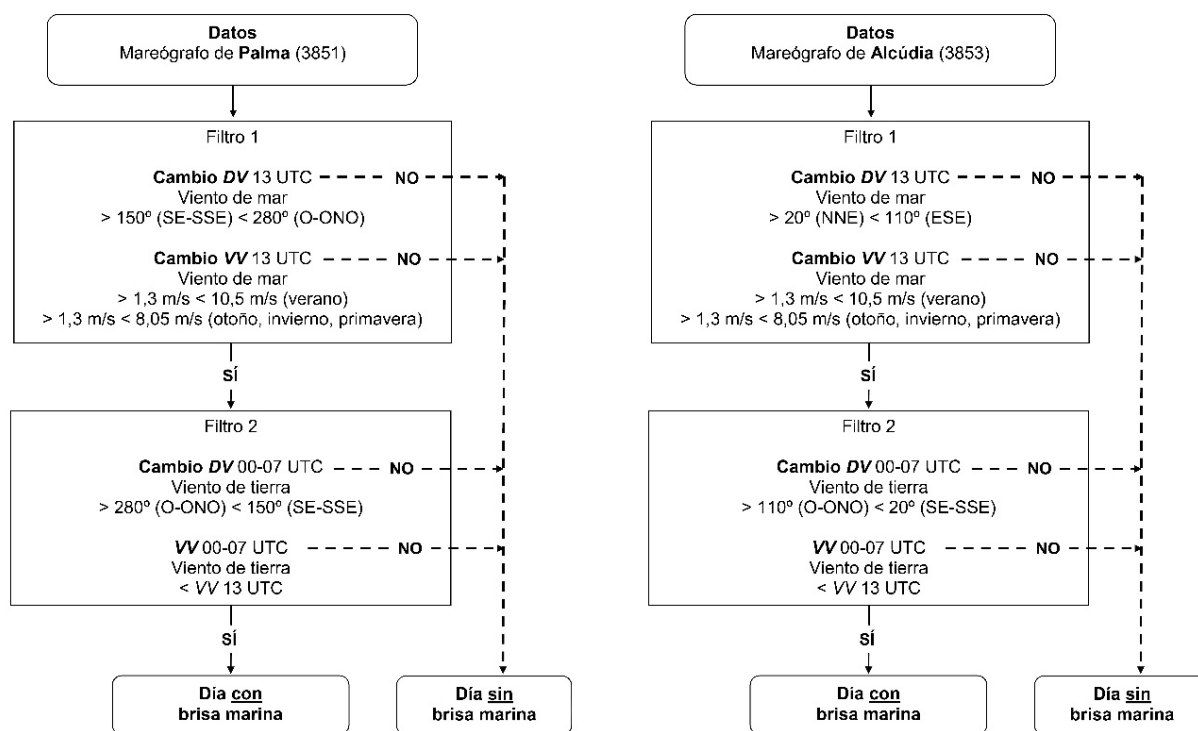 Datos
Mareógrafo de Palma (3851)
Filtro 1
Cambio DV 13 UTC
NO
Viento de mar
> 150º (SE-SSE) < 280º (O-ONO)
Cambio VV 13 UTC
NO
Viento de mar
> 1,3 m/s < 10,5 m/s (verano)
> 1,3 m/s < 8,05 m/s (otoño, invierno, primavera)
SÍ
Filtro 2
Cambio DV 00-07 UTC
NO
Viento de tierra
> 280º (O-ONO) < 150º (SE-SSE)
VV 00-07 UTC
NO
Viento de tierra
< VV 13 UTC
SÍ
Día con
brisa marina
Día sin
brisa marina
Datos
Mareógrafo de Alcúdia (3853)
Filtro 1
Cambio DV 13 UTC
NO
Viento de mar
> 20º (NNE) < 110º (ESE)
Cambio VV 13 UTC
NO
Viento de mar
> 1,3 m/s < 10,5 m/s (verano)
> 1,3 m/s < 8,05 m/s (otoño, invierno, primavera)
SÍ
Filtro 2
Cambio DV 00-07 UTC
NO
Viento de tierra
> 110º (O-ONO) < 20º (SE-SSE)
VV 00-07 UTC
NO
Viento de tierra
< VV 13 UTC
SÍ
Día con
brisa marina
Día sin
brisa marina